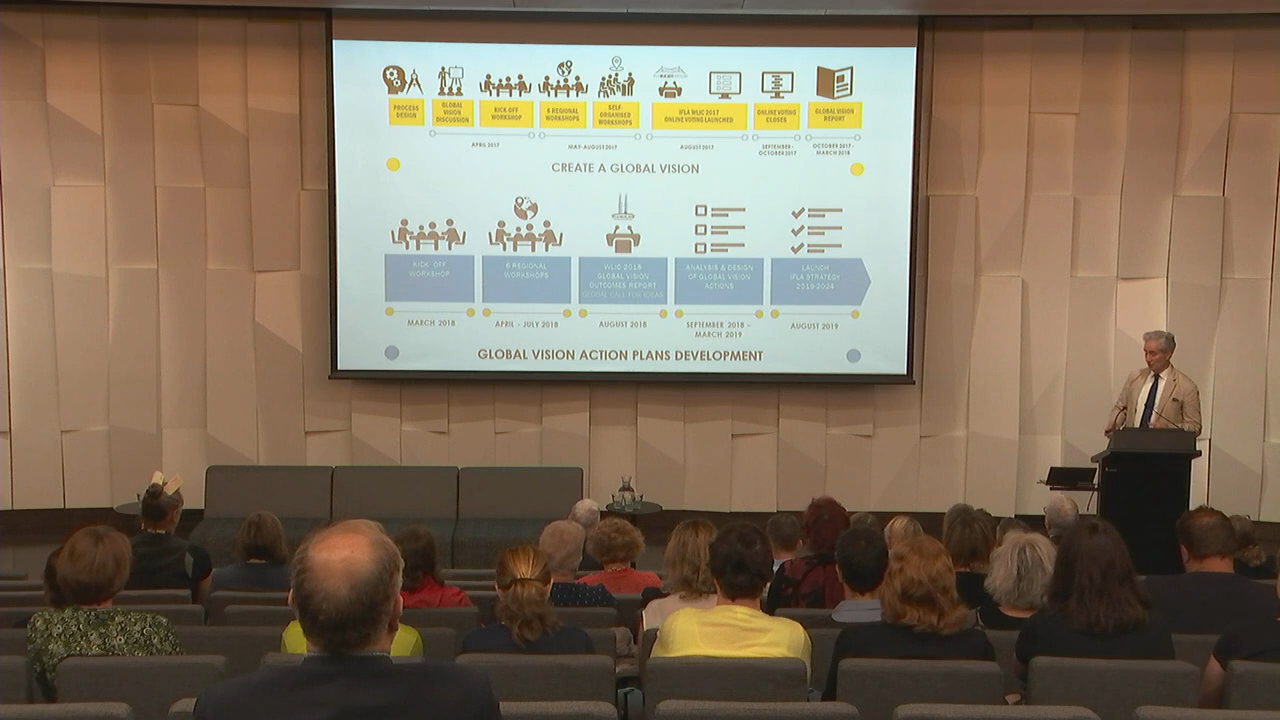 PROCESS
DESIGN
GLOBAL
VISION
DISCUSSION
KICK-OFF
WORKSHOP
6 REGIONAL
WORKSHOPS
SELF-
ORGANISED
WORKSHOPS
IFLA WLIC 2017
ONLINE VOTING LAUNCHED
ONLINE VOTING
CLOSES
GLOBAL VISION
REPORT
APRIL 2017
MAY-AUGUST 2017
AUGUST 2017
SEPTEMBER-
OCTOBER 2017
OCTOBER 2017-
MARCH 2018
CREATE A GLOBAL VISION
KICK- OFF
WORKSHOP
6 REGIONAL
WORKSHOPS
WLIC 2018
GLOBAL VISION
OUTCOMES REPORT
GLOBAL CALL FOR IDEAS
ANALYSIS & DESIGN
OF GLOBAL VISION
ACTIONS
LAUNCH
IFLA STRATEGY
2019-2024
MARCH 2018
APRIL - JULY 2018
AUGUST 2018
SEPTEMBER 2018 –
MARCH 2019
AUGUST 2019
GLOBAL VISION ACTION PLANS DEVELOPMENT